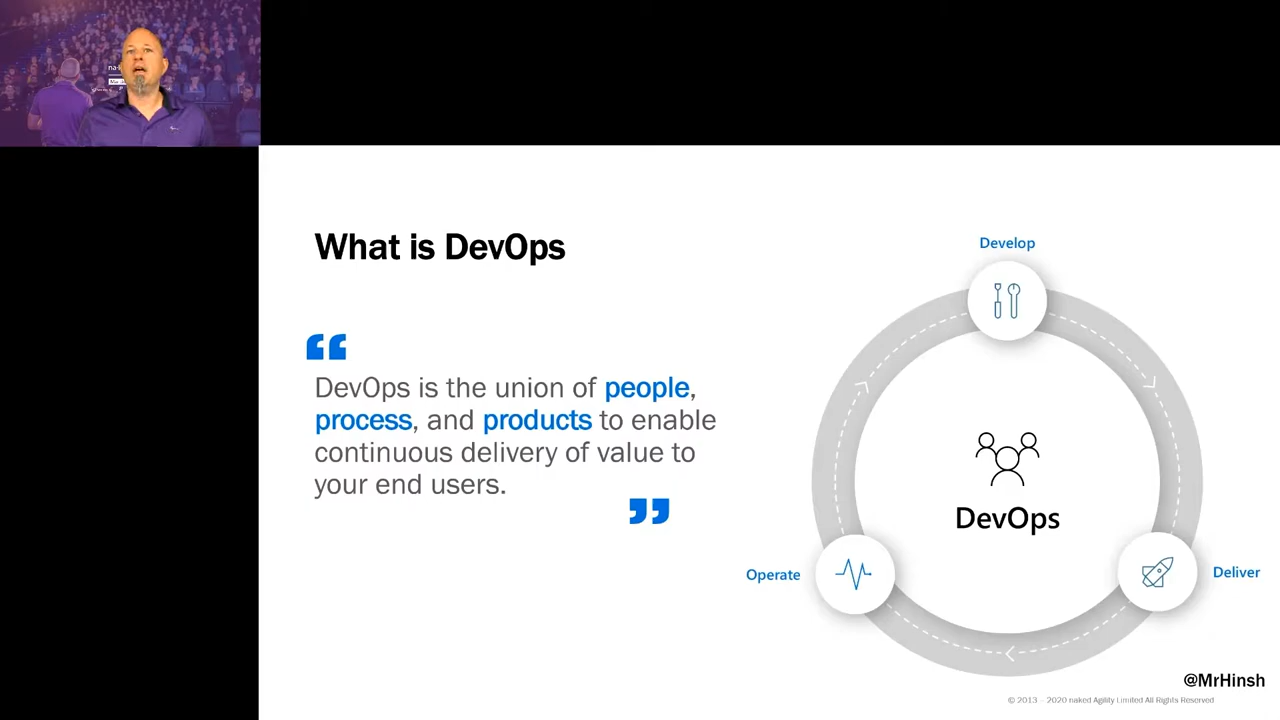 What is DevOps
“
DevOps is the union of people,
process, and products to enable
continuous delivery of value to
your end users.
”
Develop
DevOps
Operate
Deliver
@MrHinsh
© 2013 – 2020 naked Agility Limited All Rights Reserved